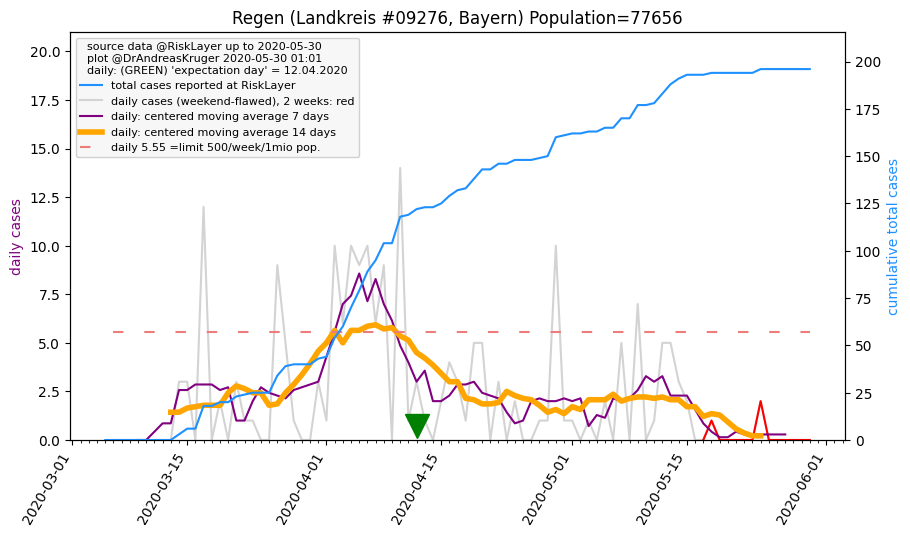 Regen (Landkreis #09276, Bayern) Population=77656
source data @RiskLayer up to 2020-05-30
plot @DrAndreasKruger 2020-05-30 01:01
daily: (GREEN) 'expectation day' = 12.04.2020
total cases reported at RiskLayer
daily cases (weekend-flawed), 2 weeks: red
daily: centered moving average 7 days
daily: centered moving average 14 days
daily 5.55 =limit 500/week/1mio pop.
daily cases
20.0
17.5
15.0
12.5
10.0
7.5
5.0
2.5
0.0
200
175
150
125
100
75
50
25
0
cumulative total cases
2020-03-01
2020-03-15
2020-04-01
2020-04-15
2020-05-01
2020-05-15
2020-06-01